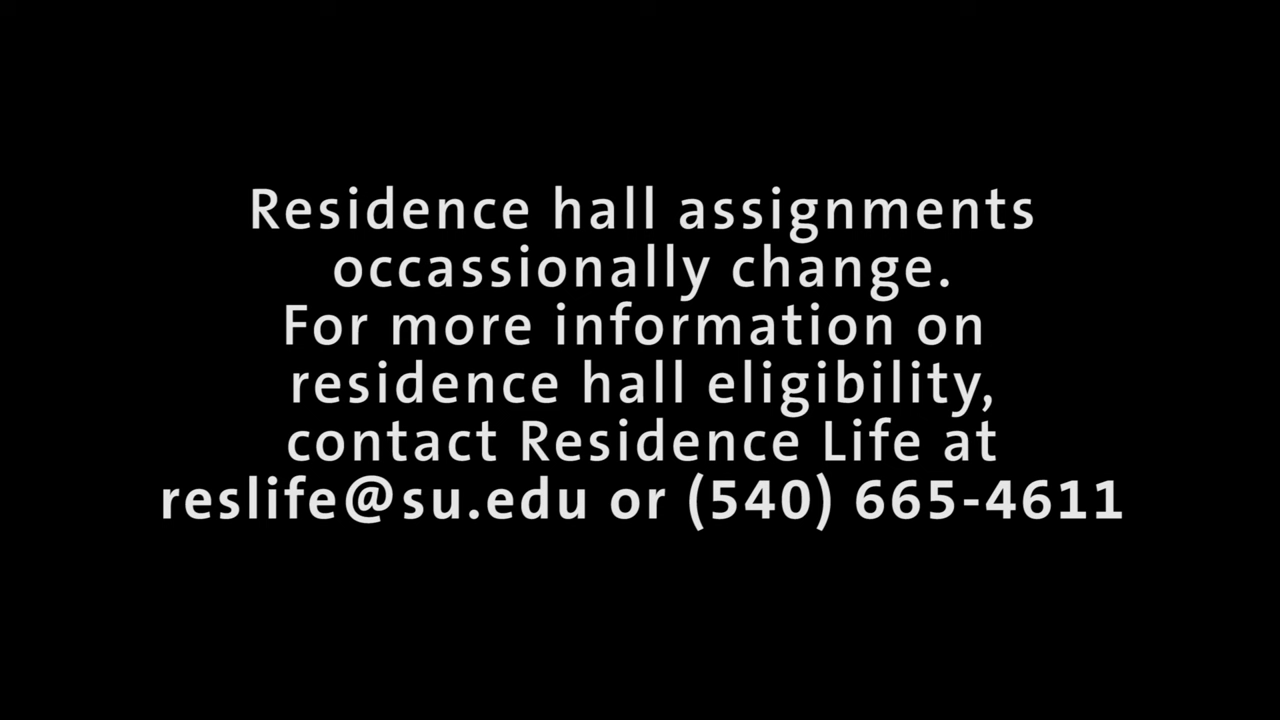 Residence hall assignments
occassionally change.
For more information on
residence hall eligibility,
contact Residence Life at
reslife@su.edu or (540) 665-4611